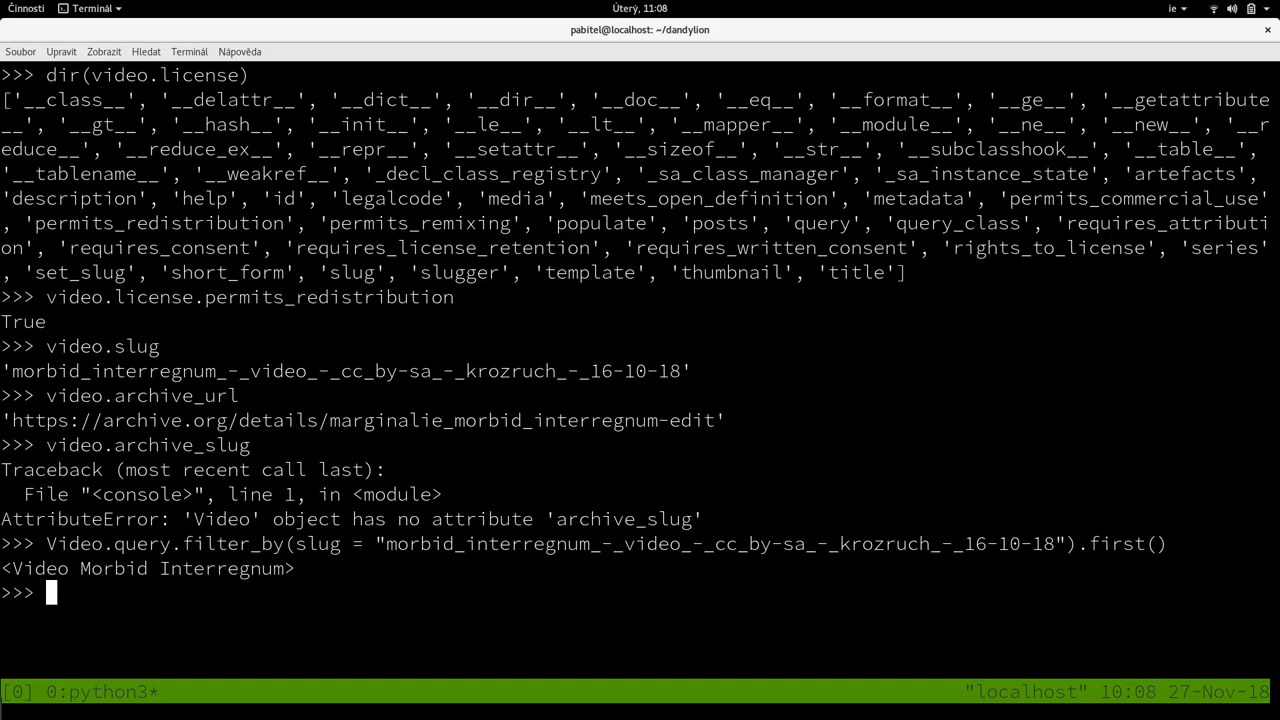 Činnosti Terminál Úterý, 11:08 ie
pabitel@localhost: ~/dandylion ×
Soubor Upravit Zobrazit Hledat Terminál Nápověda
>>> dir(video.license)
['__class__', '__delattr__', '__dict__', '__dir__', '__doc__', '__eq__', '__format__', '__ge__', '__getattribute
__', '__gt__', '__hash__', '__init__', '__le__', '__lt__', '__mapper__', '__module__', '__ne__', '__new__', '__r
educe__', '__reduce_ex__', '__repr__', '__setattr__', '__sizeof__', '__str__', '__subclasshook__', '__table__',
'__tablename__', '__weakref__', '_decl_class_registry', '_sa_class_manager', '_sa_instance_state', 'artefacts',
'description', 'help', 'id', 'legalcode', 'media', 'meets_open_definition', 'metadata', 'permits_commercial_use'
, 'permits_redistribution', 'permits_remixing', 'populate', 'posts', 'query', 'query_class', 'requires_attributi
on', 'requires_consent', 'requires_license_retention', 'requires_written_consent', 'rights_to_license', 'series'
, 'set_slug', 'short_form', 'slug', 'slugger', 'template', 'thumbnail', 'title']
>>> video.license.permits_redistribution
True
>>> video.slug
'morbid_interregnum_-_video_-_cc_by-sa_-_krozruch_-_16-10-18'
>>> video.archive_url
'https://archive.org/details/marginalie_morbid_interregnum-edit'
>>> video.archive_slug
Traceback (most recent call last):
  File "<console>", line 1, in <module>
AttributeError: 'Video' object has no attribute 'archive_slug'
>>> Video.query.filter_by(slug = "morbid_interregnum_-_video_-_cc_by-sa_-_krozruch_-_16-10-18").first()
<Video Morbid Interregnum>
>>>
[0] 0:python3* "localhost" 10:08 27-Nov-18